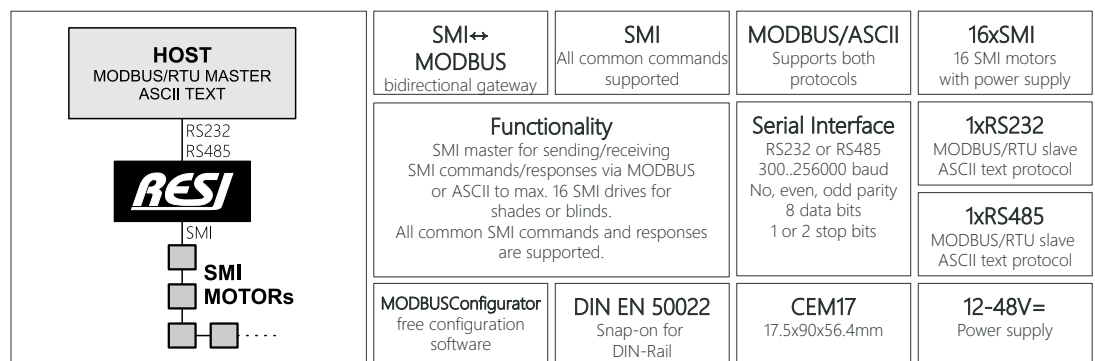 HOST
MODBUS/RTU MASTER
ASCII TEXT
RS232
RS485
RESI
SMI
SMI
MOTORs
SMI↔
MODBUS
bidirectional gateway
SMI
All common commands
supported
MODBUS/ASCII
Supports both
protocols
16xSMI
16 SMI motors
with power supply
Functionality
SMI master for sending/receiving
SMI commands/responses via MODBUS
or ASCII to max. 16 SMI drives for
shades or blinds.
All common SMI commands and responses
are supported.
Serial Interface
RS232 or RS485
300..256000 baud
No, even, odd parity
8 data bits
1 or 2 stop bits
1xRS232
MODBUS/RTU slave
ASCII text protocol
1xRS485
MODBUS/RTU slave
ASCII text protocol
MODBUSConfigurator
free configuration
software
DIN EN 50022
Snap-on for
DIN-Rail
CEM17
17.5x90x56.4mm
12-48V=
Power supply